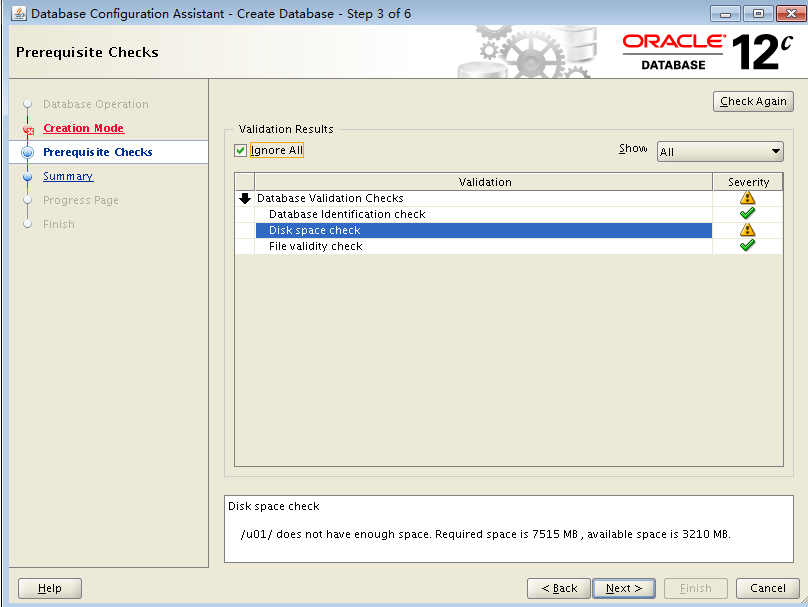 Database Configuration Assistant - Create Database - Step 3 of 6
Prerequisite Checks
ORACLE
DATABASE
12c
Database Operation
Creation Mode
Prerequisite Checks
Summary
Progress Page
Finish
Check Again
Validation Results
Ignore All
Show
All
Validation
Severity
Database Validation Checks
Database Identification check
Disk space check
File validity check
Disk space check
/u01/ does not have enough space. Required space is 7515 MB , available space is 3210 MB.
Help
< Back
Next >
Finish
Cancel